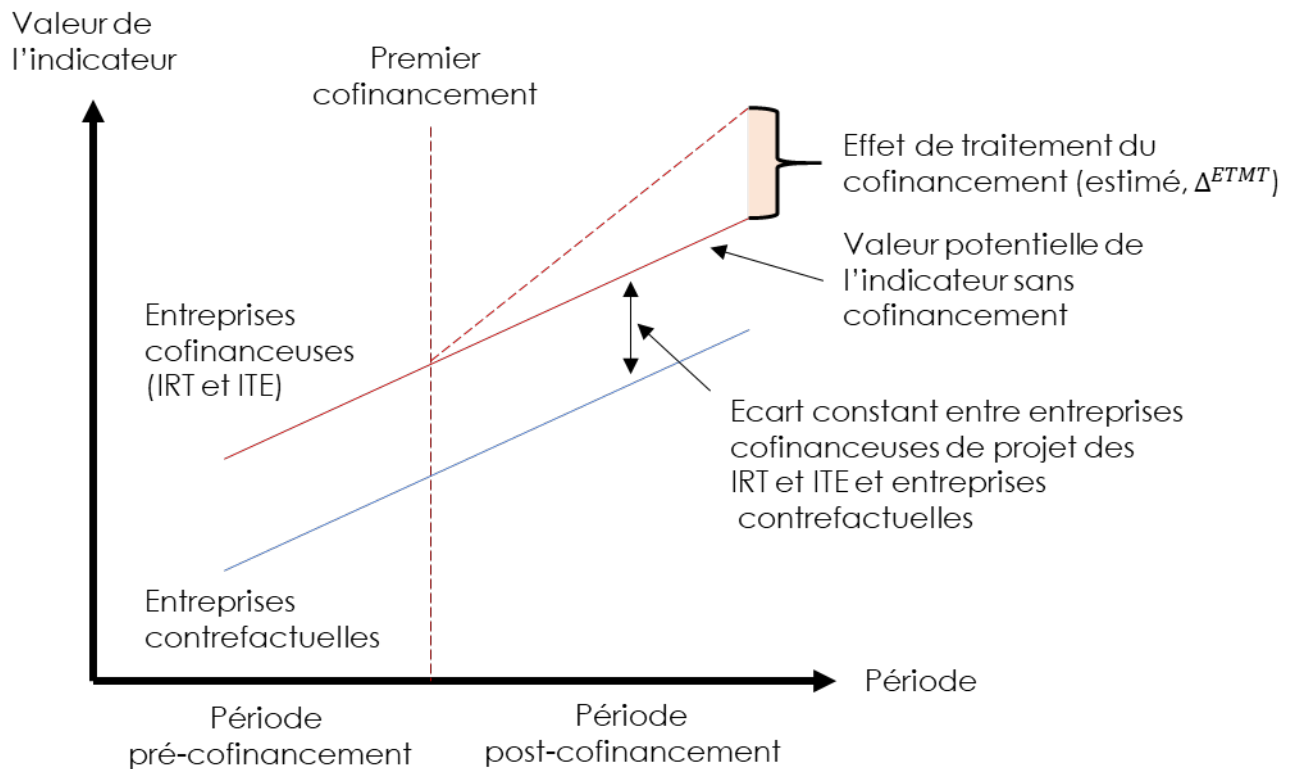 Valeur de
l'indicateur
Premier
cofinancement
Effet de traitement du
cofinancement (estimé, Δ^ETMT)
Valeur potentielle de
l'indicateur sans
cofinancement
Entreprises
cofinanceuses
(IRT et ITE)
Ecart constant entre entreprises
cofinanceuses de projet des
IRT et ITE et entreprises
contrefactuelles
Entreprises
contrefactuelles
Période
Période
pré-cofinancement
Période
post-cofinancement